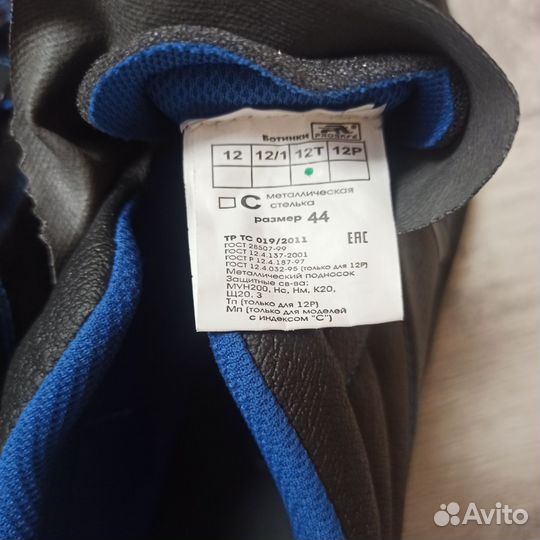 Ботинки PROSAFE
12 12/1 12Т 12Р
С металлическая
стелька
размер 44
ТР ТС 019/2011 EAC
ГОСТ 28507-99
ГОСТ 12.4.137-2001
ГОСТ Р 12.4.187-97
ГОСТ 12.4.032-95 (только для 12Р)
Металлический подносок
Защитные св-ва:
МУН200, Нс, Нм, К20,
Щ20, З
Тп (только для 12Р)
Мп (только для моделей
с индексом "С")
Avito